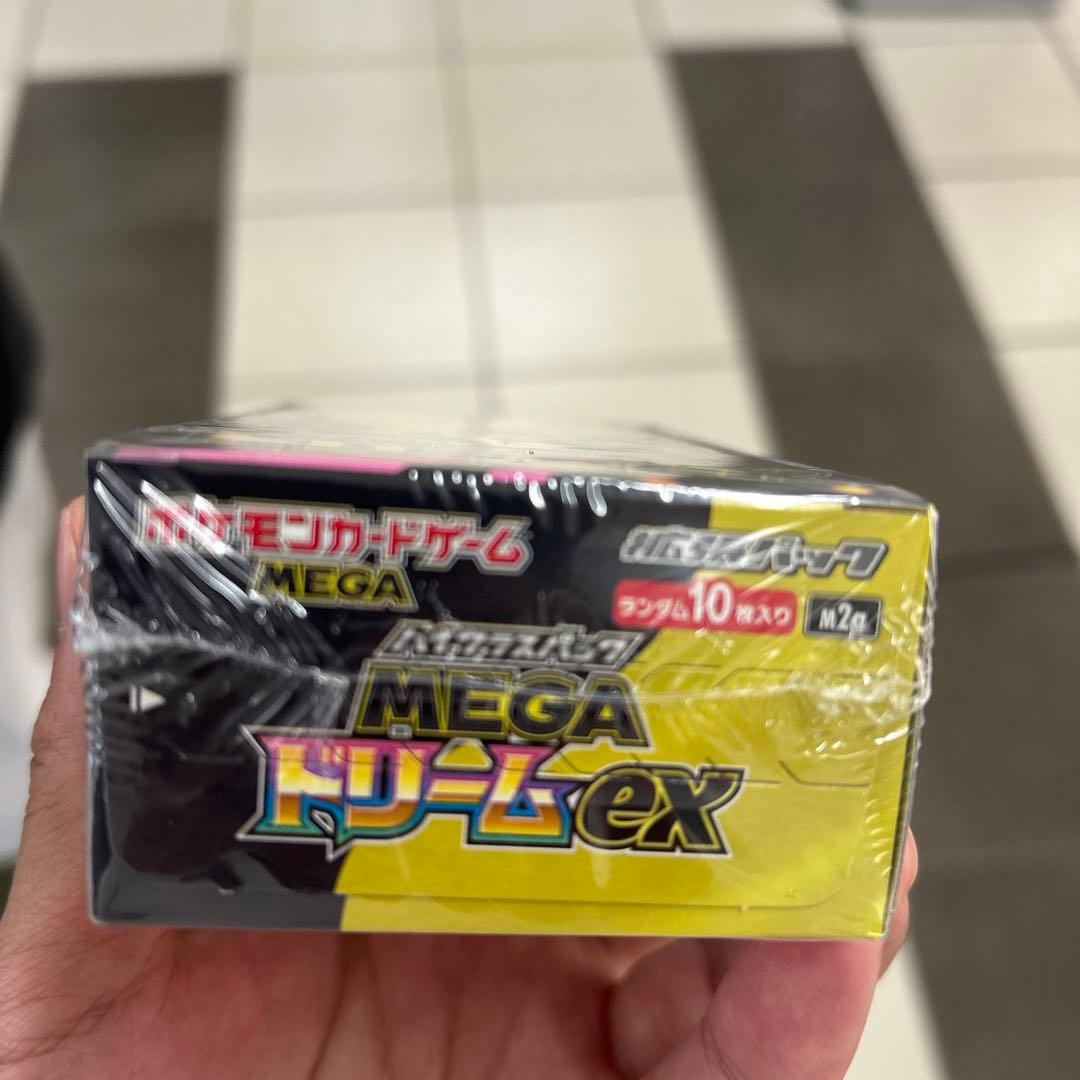 ポケモンカードゲーム
MEGA
拡張パック
ランダム10枚入り
M2a
ハイクラスパック
MEGA
ドリームex